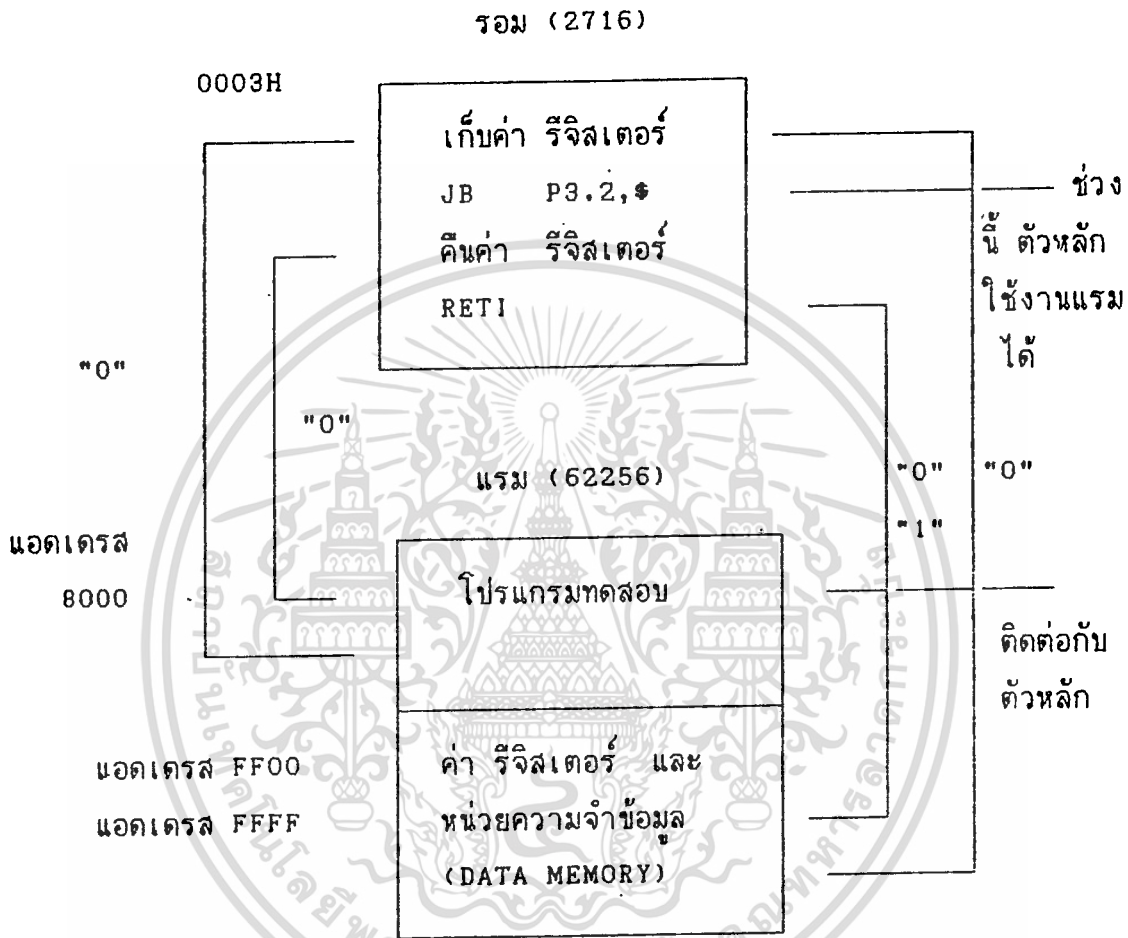 รอม (2716)
0003H
เก็บค่า รีจิสเตอร์
JB P3.2,$
คืนค่า รีจิสเตอร์
RETI
ช่วง
นี้ ตัวหลัก
ใช้งานแรม
ได้
"0"
"0"
แรม (62256)
"0"
"0"
"1"
แอดเดรส
8000
โปรแกรมทดสอบ
ติดต่อกับ
ตัวหลัก
แอดเดรส FF00
แอดเดรส FFFF
ค่า รีจิสเตอร์ และ
หน่วยความจำข้อมูล
(DATA MEMORY)